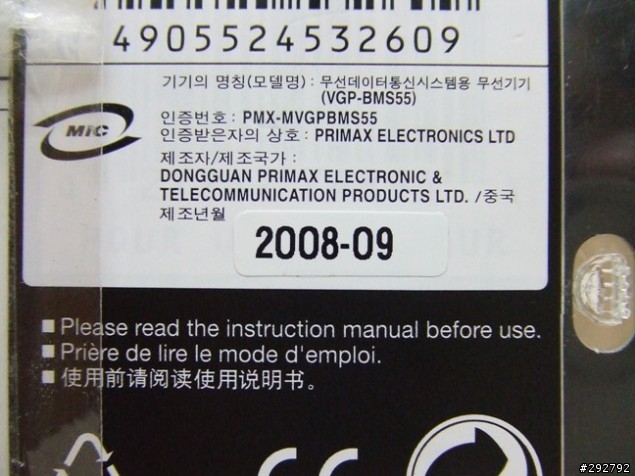 4905524532609
기기의 명칭(모델명) : 무선데이터통신시스템용 무선기기
(VGP-BMS55)
인증번호 : PMX-MVGPBMS55
인증받은자의 상호 : PRIMAX ELECTRONICS LTD
제조자/제조국가 :
DONGGUAN PRIMAX ELECTRONIC &
TELECOMMUNICATION PRODUCTS LTD. /중국
제조년월
2008-09
MIC
■ Please read the instruction manual before use.
■ Prière de lire le mode d'emploi.
■ 使用前请阅读使用说明书。
CE
#292792